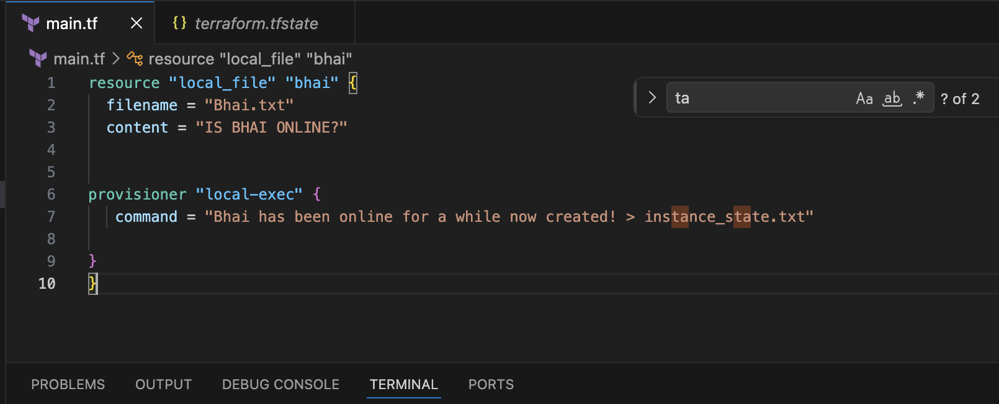 main.tf
{} terraform.tfstate
main.tf > resource "local_file" "bhai"
1 resource "local_file" "bhai" {
2 filename = "Bhai.txt"
3 content = "IS BHAI ONLINE?"
4
5
6 provisioner "local-exec" {
7 command = "Bhai has been online for a while now created! > instance_state.txt"
8
9 }
10 }
> ta Aa ab .* ? of 2
PROBLEMS OUTPUT DEBUG CONSOLE TERMINAL PORTS